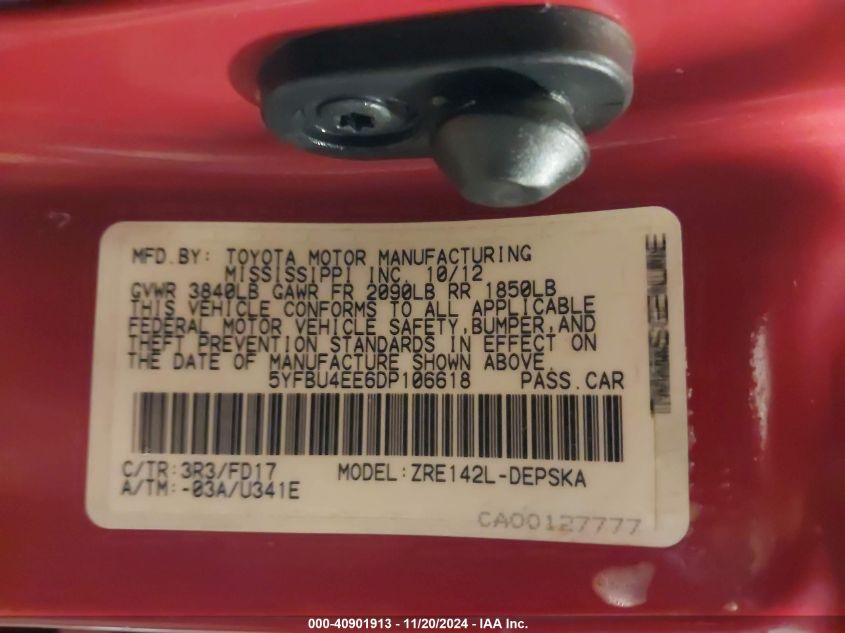 MFD.BY: TOYOTA MOTOR MANUFACTURING
MISSISSIPPI INC. 10/12
GVWR 3840LB GAWR FR 2090LB RR 1850LB
THIS VEHICLE CONFORMS TO ALL APPLICABLE
FEDERAL MOTOR VEHICLE SAFETY,BUMPER,AND
THEFT PREVENTION STANDARDS IN EFFECT ON
THE DATE OF MANUFACTURE SHOWN ABOVE.
5YFBU4EE6DP106618 PASS.CAR
C/TR:3R3/FD17 MODEL:ZRE142L-DEPSKA
A/TM:-03A/U341E
CA00127777
000-40901913 - 11/20/2024 - IAA Inc.